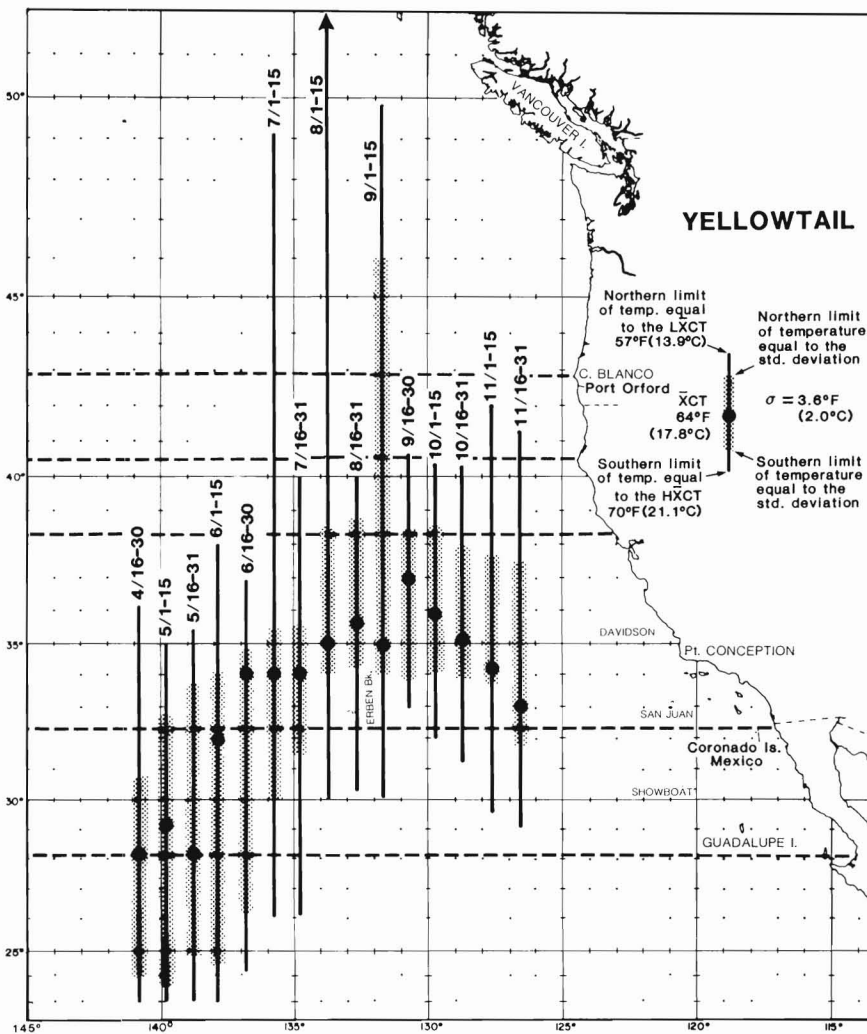 50°
45°
40°
35°
30°
25°
145°
140°
135°
130°
125°
120°
115°
4/16-30
5/1-15
5/16-31
6/1-15
6/16-30
7/1-15
7/16-31
8/1-15
8/16-31
9/1-15
9/16-30
10/1-15
10/16-31
11/1-15
11/16-31
VANCOUVER I.
YELLOWTAIL
Northern limit
of temp. equal
to the LX̄CT
57°F(13.9°C)
Northern limit
of temperature
equal to the
std. deviation
C. BLANCO
Port Orford
X̄CT
64°F
(17.8°C)
σ = 3.6°F
(2.0°C)
Southern limit
of temp. equal
to the HX̄CT
70°F(21.1°C)
Southern limit
of temperature
equal to the
std. deviation
DAVIDSON
Pt. CONCEPTION
ERBEN BK.
SAN JUAN
Coronado Is.
Mexico
SHOWBOAT
GUADALUPE I.